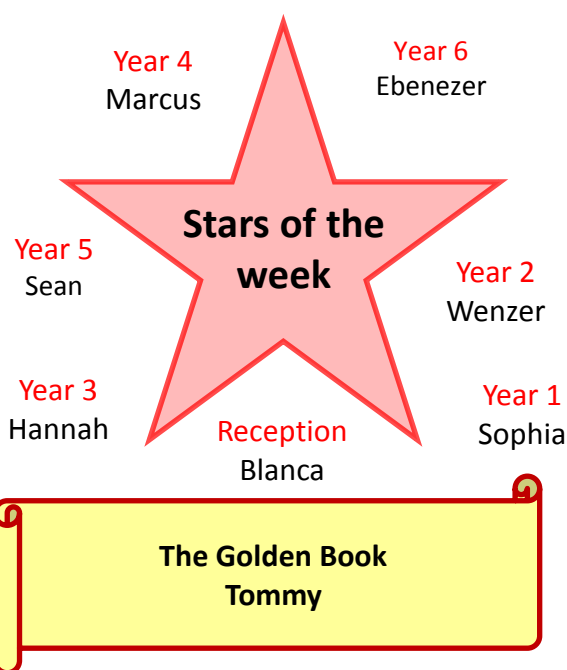 Year 4
Marcus
Year 6
Ebenezer
Stars of the
week
Year 5
Sean
Year 2
Wenzer
Year 3
Hannah
Reception
Blanca
Year 1
Sophia
The Golden Book
Tommy